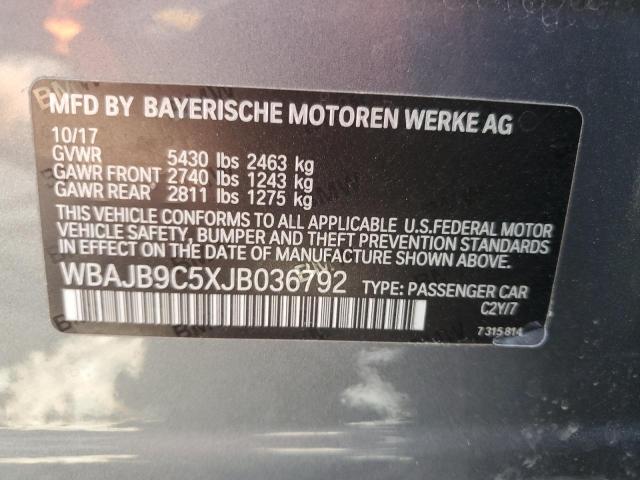 MFD BY BAYERISCHE MOTOREN WERKE AG
10/17
GVWR 5430 lbs 2463 kg
GAWR FRONT 2740 lbs 1243 kg
GAWR REAR 2811 lbs 1275 kg
THIS VEHICLE CONFORMS TO ALL APPLICABLE U.S.FEDERAL MOTOR
VEHICLE SAFETY, BUMPER AND THEFT PREVENTION STANDARDS
IN EFFECT ON THE DATE OF MANUFACTURE SHOWN ABOVE.
WBAJB9C5XJB036792 TYPE: PASSENGER CAR
C2Y/7
7 315 814